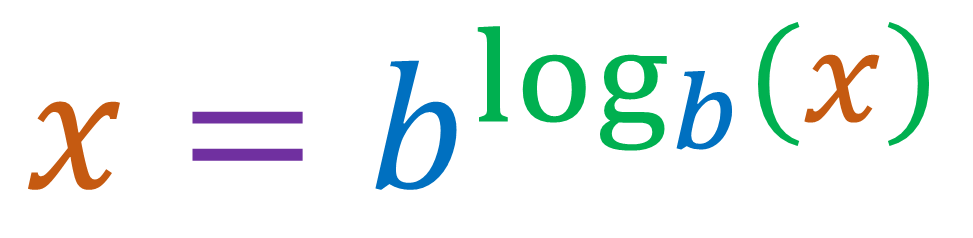 x = b^{log_b(x)}